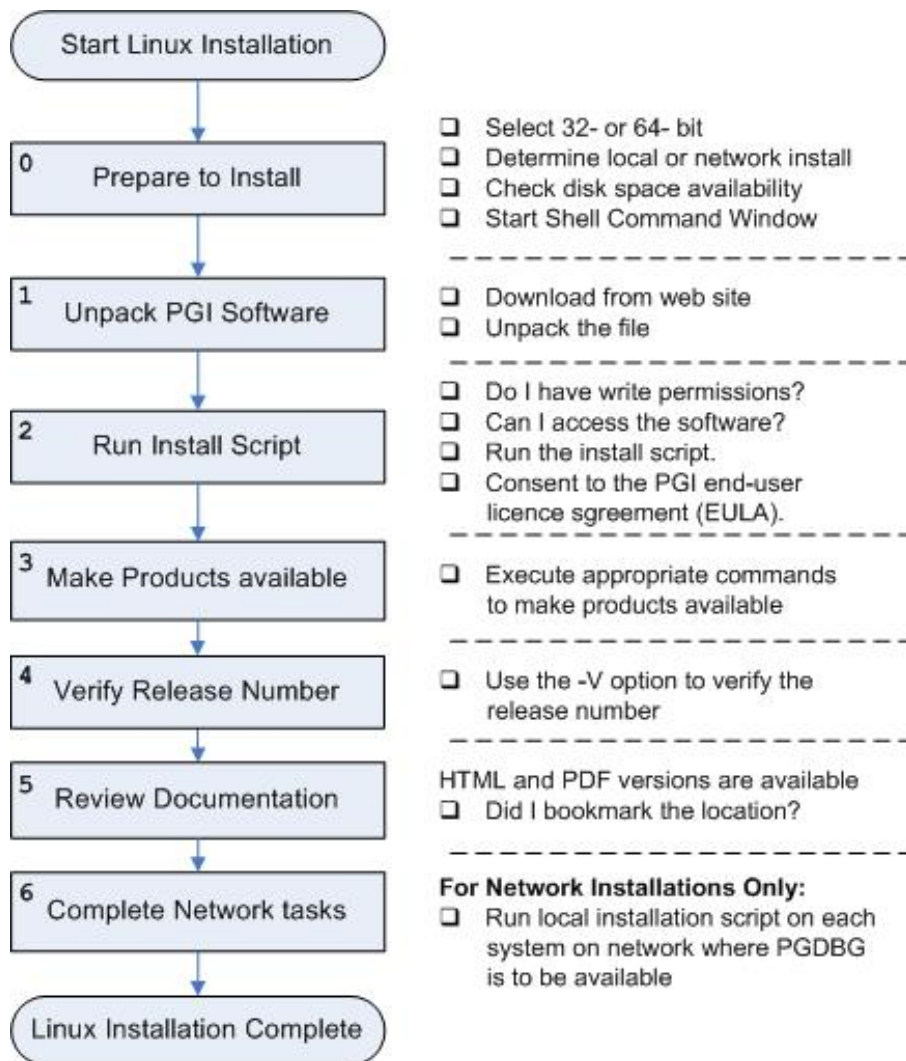 Start Linux Installation
0
Prepare to Install
❑ Select 32- or 64- bit
❑ Determine local or network install
❑ Check disk space availability
❑ Start Shell Command Window
1
Unpack PGI Software
❑ Download from web site
❑ Unpack the file
2
Run Install Script
❑ Do I have write permissions?
❑ Can I access the software?
❑ Run the install script.
❑ Consent to the PGI end-user
licence sgreement (EULA).
3
Make Products available
❑ Execute appropriate commands
to make products available
4
Verify Release Number
❑ Use the -V option to verify the
release number
5
Review Documentation
HTML and PDF versions are available
❑ Did I bookmark the location?
6
Complete Network tasks
For Network Installations Only:
❑ Run local installation script on each
system on network where PGDBG
is to be available
Linux Installation Complete